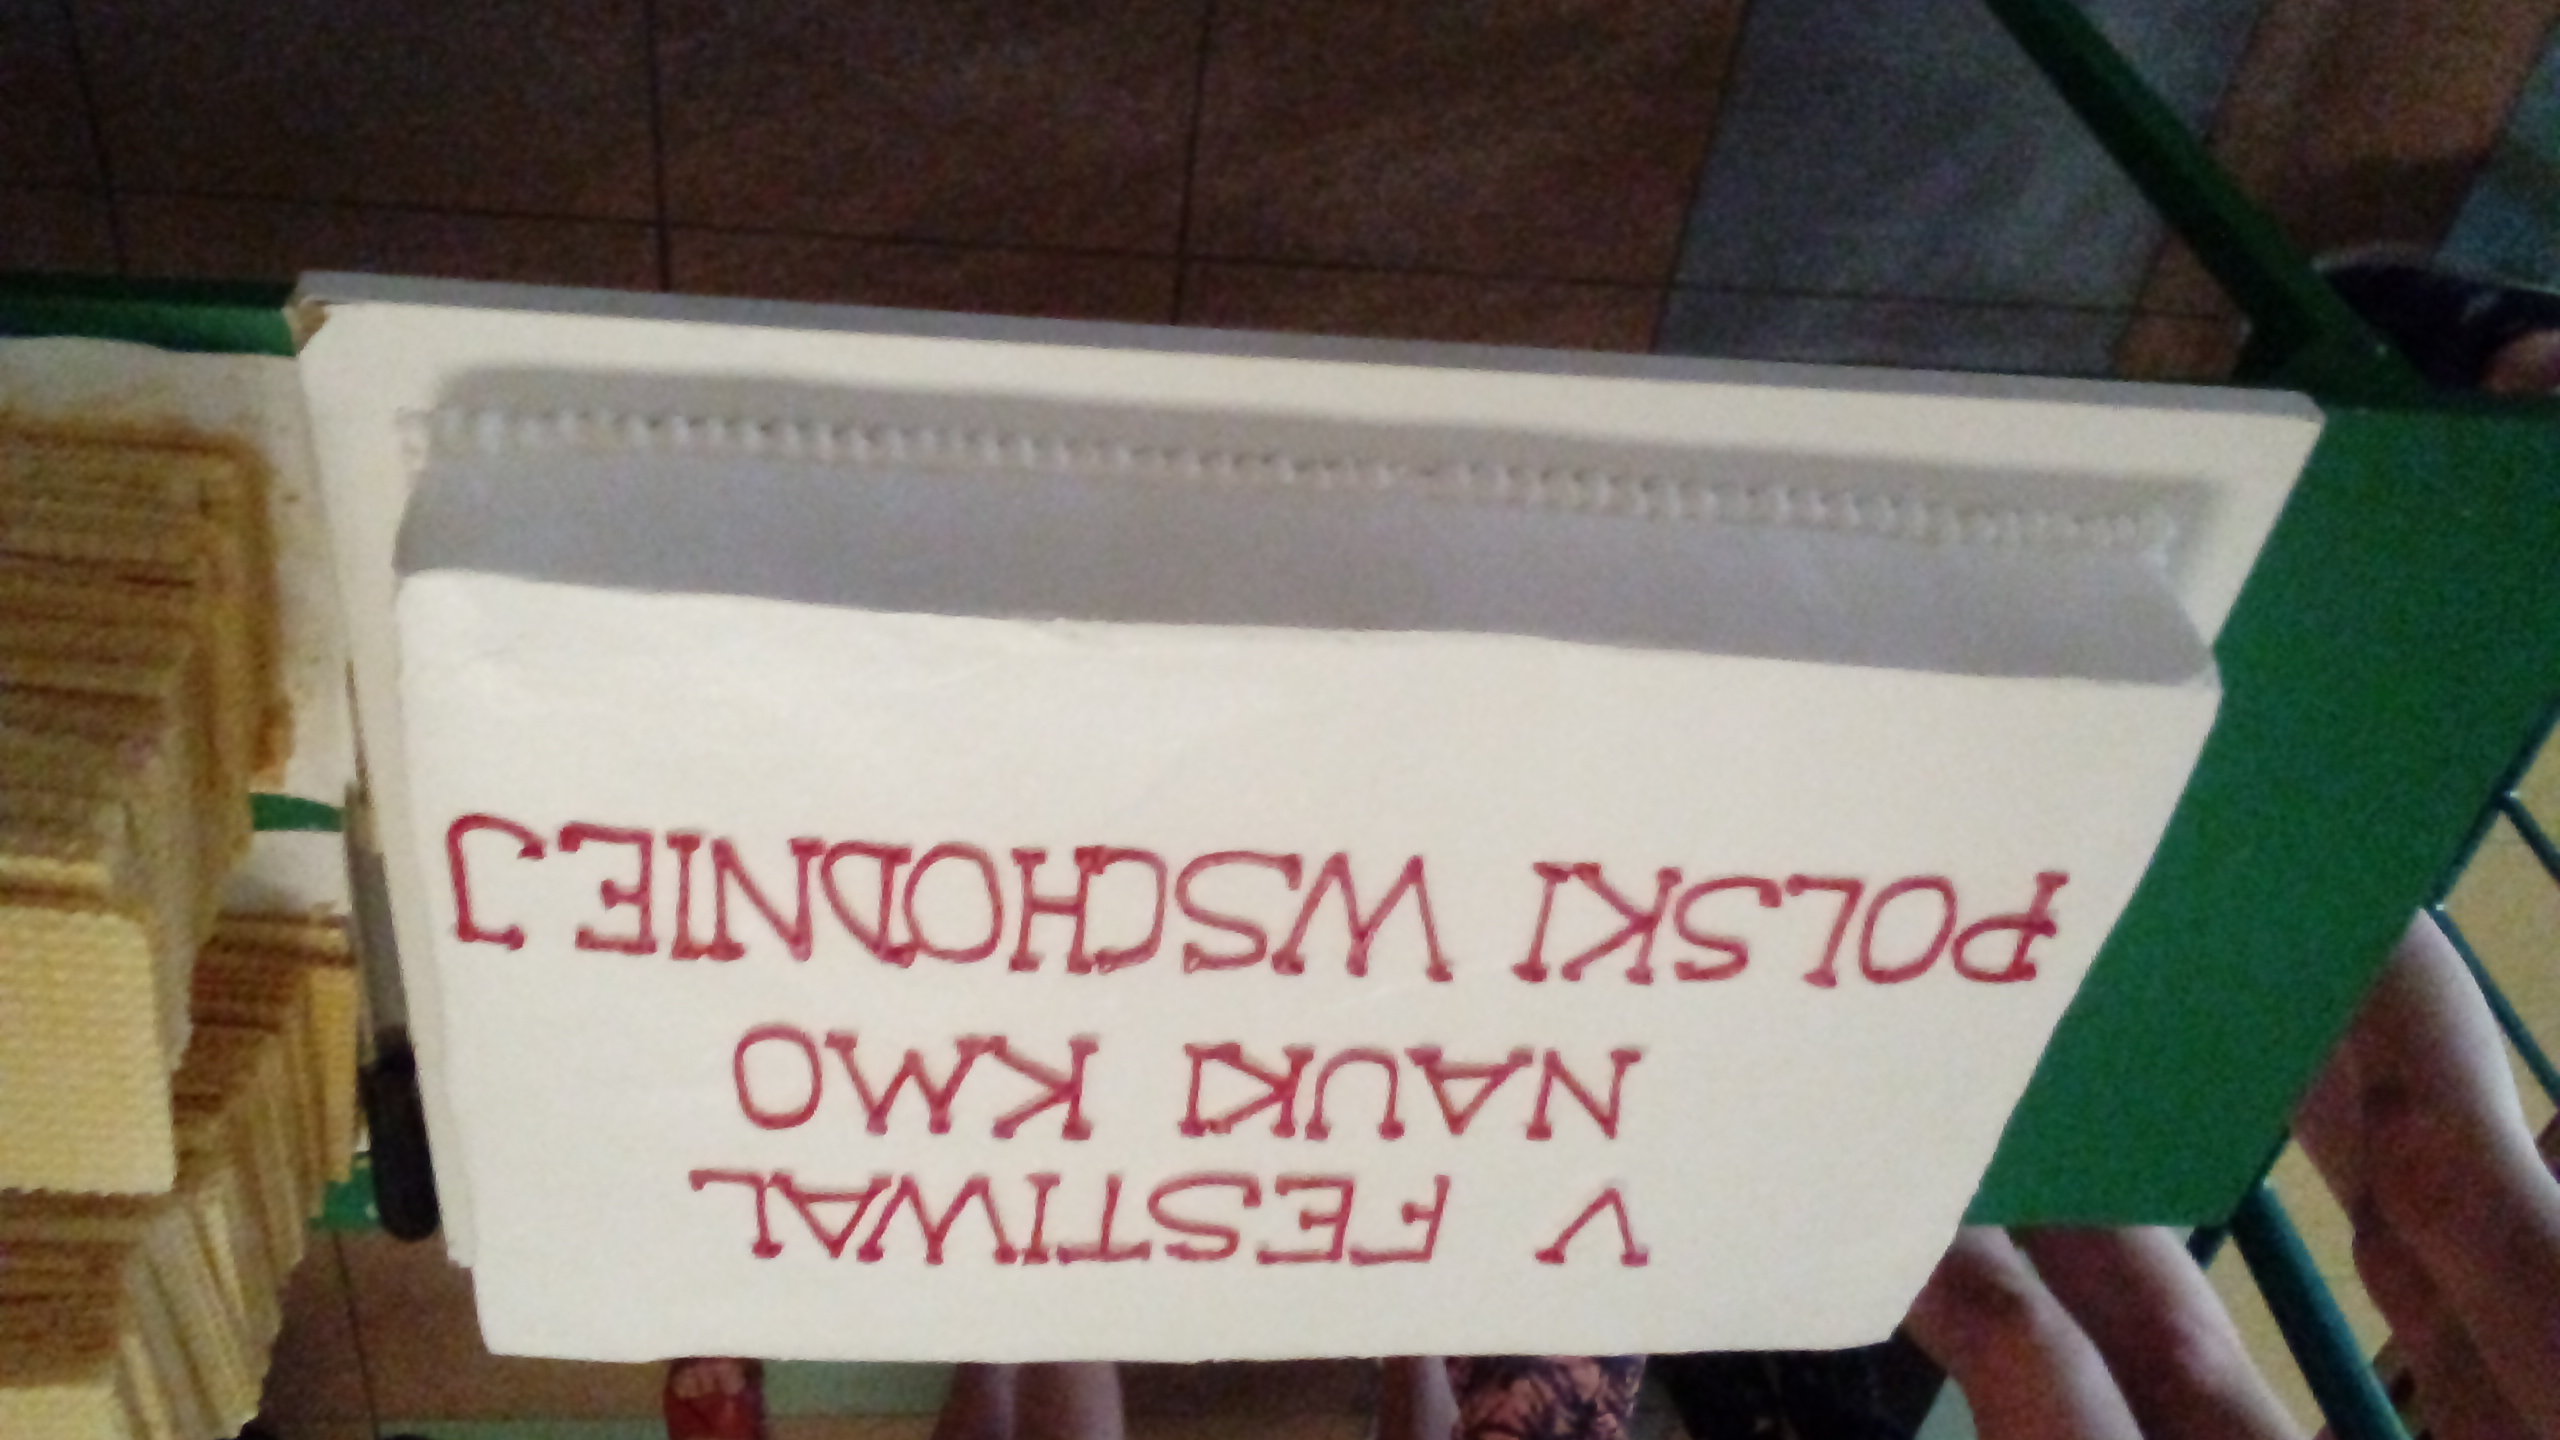 V FESTIWAL
NAUKI KMO
POLSKI WSCHODNIEJ